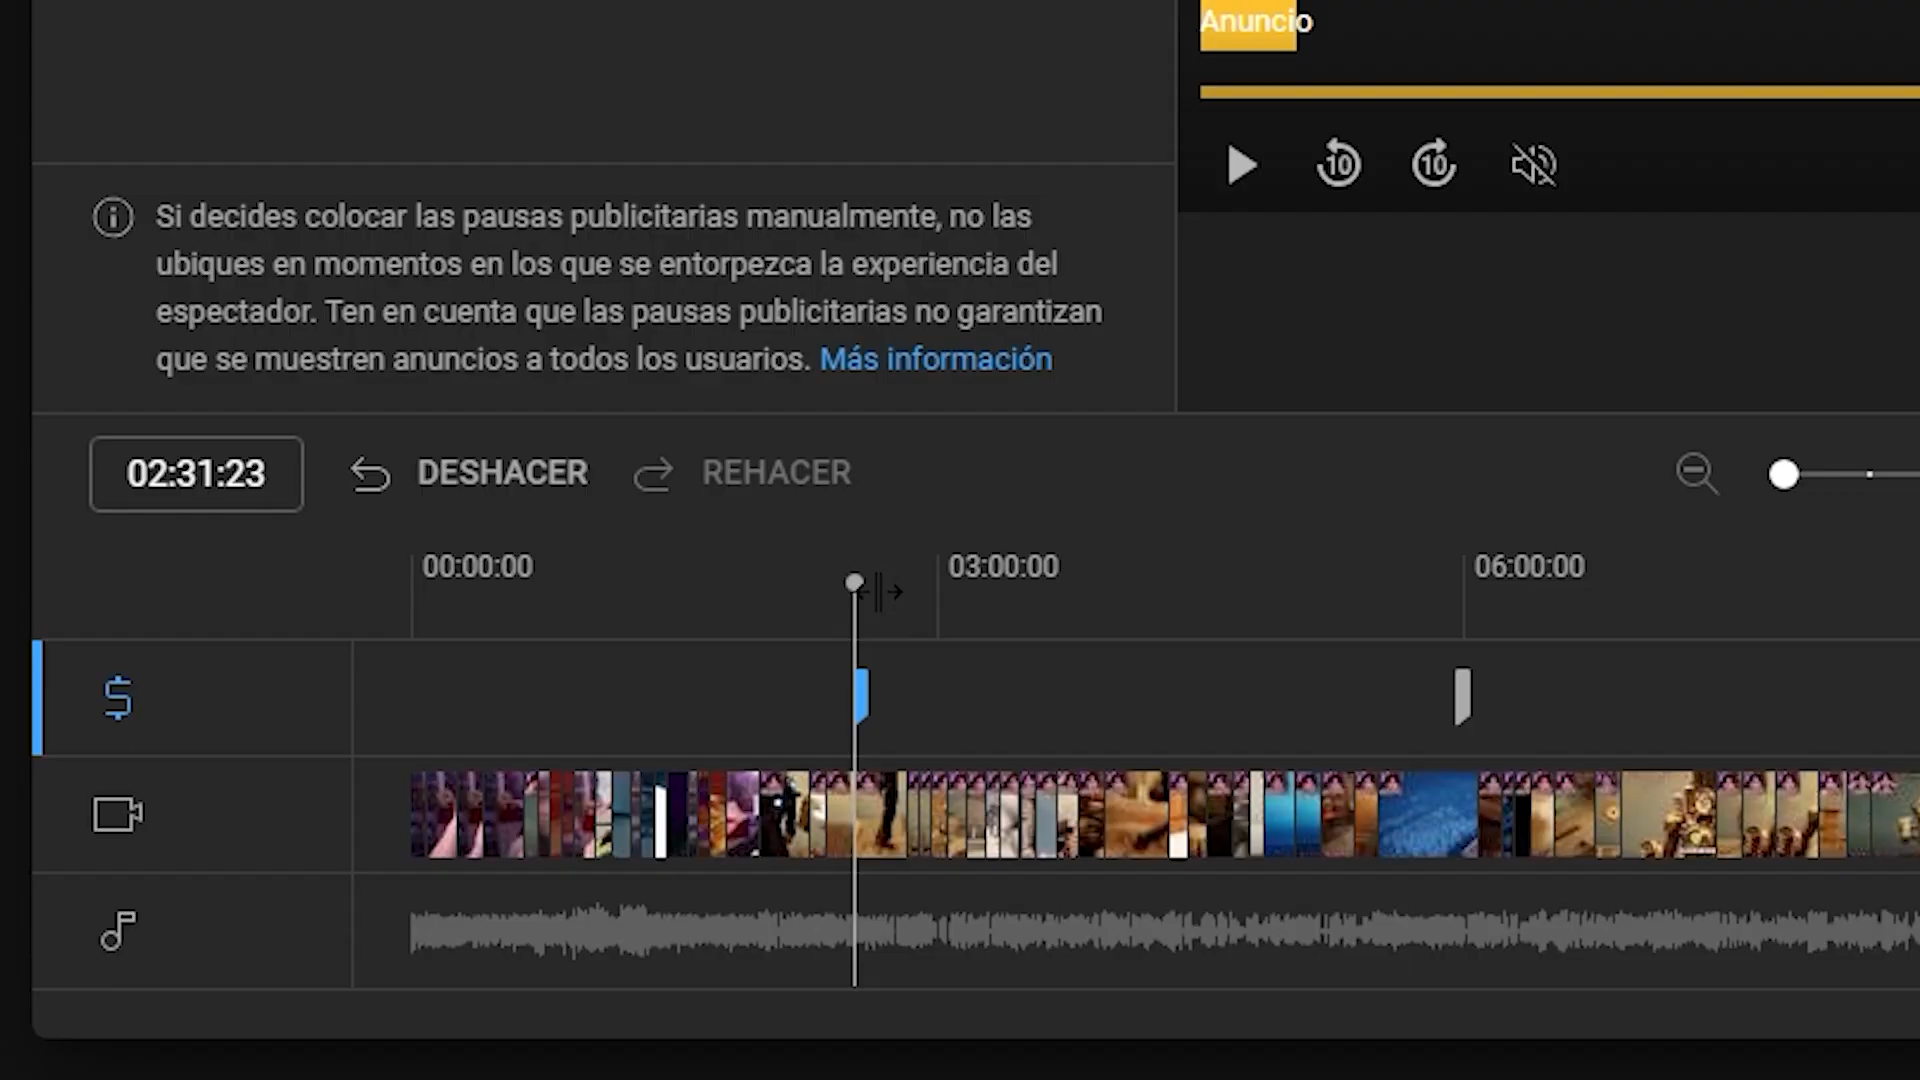 Anuncio
10 10
Si decides colocar las pausas publicitarias manualmente, no las
ubiques en momentos en los que se entorpezca la experiencia del
espectador. Ten en cuenta que las pausas publicitarias no garantizan
que se muestren anuncios a todos los usuarios. Más información
02:31:23 DESHACER REHACER
00:00:00 03:00:00 06:00:00